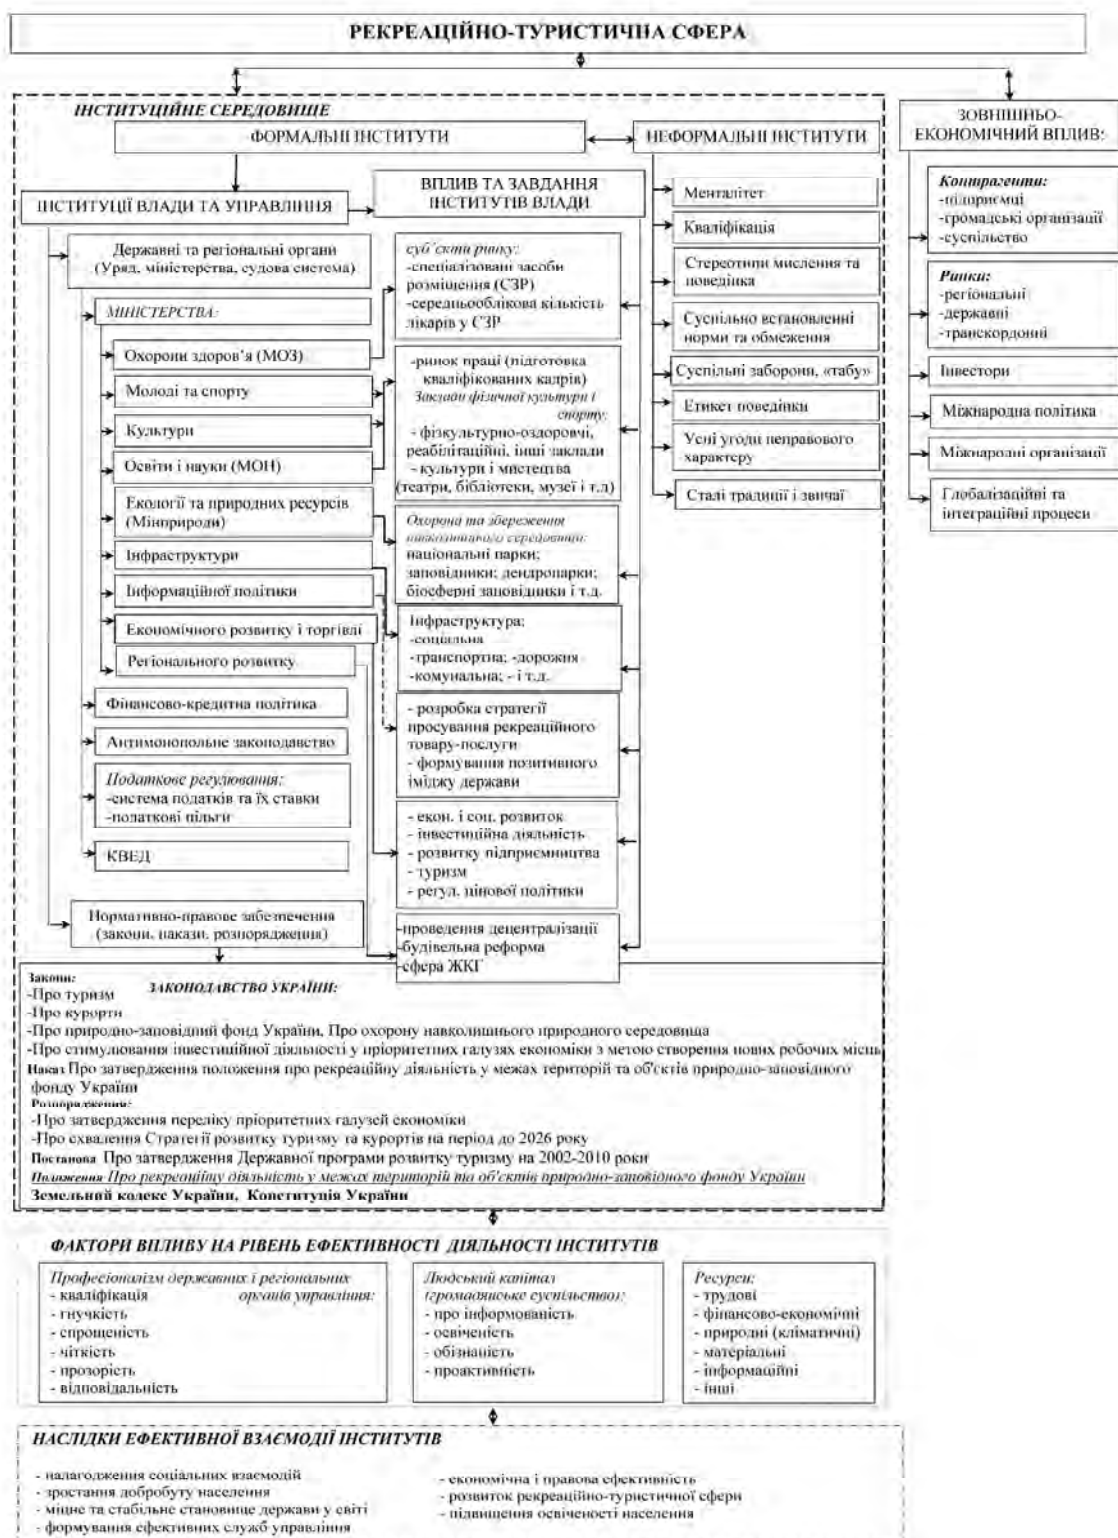 РЕКРЕАЦІЙНО-ТУРИСТИЧНА СФЕРА
ІНСТИТУЦІЙНЕ СЕРЕДОВИЩЕ
ФОРМАЛЬНІ ІНСТИТУТИ
НЕФОРМАЛЬНІ ІНСТИТУТИ
ЗОВНІШНЬО-
ЕКОНОМІЧНИЙ ВПЛИВ:
ІНСТИТУЦІЇ ВЛАДИ ТА УПРАВЛІННЯ
ВПЛИВ ТА ЗАВДАННЯ
ІНСТИТУТІВ ВЛАДИ
Державні та регіональні органи
(Уряд, міністерства, судова система)
МІНІСТЕРСТВА:
Охорони здоров'я (МОЗ)
Молоді та спорту
Культури
Освіти і науки (МОН)
Екології та природних ресурсів
(Мінприроди)
Інфраструктури
Інформаційної політики
Економічного розвитку і торгівлі
Регіонального розвитку
Фінансово-кредитна політика
Антимонопольне законодавство
Податкове регулювання:
-система податків та їх ставки
-податкові пільги
КВЕД
Нормативно-правове забезпечення
(закони, накази, розпорядження)
суб'єкти ринку:
-спеціалізовані засоби
розміщення (СЗР)
-середньооблікова кількість
лікарів у СЗР
-ринок праці (підготовка
кваліфікованих кадрів)
Заклади фізичної культури і
спорту:
- фізкультурно-оздоровчі,
реабілітаційні, інші заклади
- культури і мистецтва
(театри, бібліотеки, музеї і т.д)
Охорона та збереження
навколишнього середовища:
національні парки;
заповідники; дендропарки;
біосферні заповідники і т.д.
Інфраструктура;
-соціальна
-транспортна; -дорожня
-комунальна; - і т.д.
- розробка стратегії
просування рекреаційного
товару-послуги
- формування позитивного
іміджу держави
- екон. і соц. розвиток
- інвестиційна діяльність
- розвитку підприємництва
- туризм
- регул. цінової політики
-проведення децентралізації
-будівельна реформа
-сфера ЖКГ
Менталітет
Кваліфікація
Стереотипи мислення та
поведінка
Суспільно встановленні
норми та обмеження
Суспільні заборони, «табу»
Етикет поведінки
Усні угоди неправового
характеру
Сталі традиції і звичаї
Контрагенти:
-підприємці
-громадські організації
-суспільство
Ринки:
-регіональні
-державні
-транскордонні
Інвестори
Міжнародна політика
Міжнародні організації
Глобалізаційні та
інтеграційні процеси
Закони:
ЗАКОНОДАВСТВО УКРАЇНИ:
-Про туризм
-Про курорти
-Про природно-заповідний фонд України, Про охорону навколишнього природного середовища
-Про стимулювання інвестиційної діяльності у пріоритетних галузях економіки з метою створення нових робочих місць
Наказ Про затвердження положення про рекреаційну діяльність у межах територій та об'єктів природно-заповідного
фонду України
Розпорядження:
-Про затвердження переліку пріоритетних галузей економіки
-Про схвалення Стратегії розвитку туризму та курортів на період до 2026 року
Постанова Про затвердження Державної програми розвитку туризму на 2002-2010 роки
Положення Про рекреаційну діяльність у межах територій та об'єктів природно-заповідного фонду України
Земельний кодекс України, Конституція України
ФАКТОРИ ВПЛИВУ НА РІВЕНЬ ЕФЕКТИВНОСТІ ДІЯЛЬНОСТІ ІНСТИТУТІВ
Професіоналізм державних і регіональних
органів управління:
- кваліфікація
- гнучкість
- спрощеність
- чіткість
- прозорість
- відповідальність
Людський капітал
(громадянське суспільство):
- про інформованість
- освіченість
- обізнаність
- проактивність
Ресурси:
- трудові
- фінансово-економічні
- природні (кліматичні)
- матеріальні
- інформаційні
- інші
НАСЛІДКИ ЕФЕКТИВНОЇ ВЗАЄМОДІЇ ІНСТИТУТІВ
- налагодження соціальних взаємодій
- зростання добробуту населення
- міцне та стабільне становище держави у світі
- формування ефективних служб управління
- економічна і правова ефективність
- розвиток рекреаційно-туристичної сфери
- підвищення освіченості населення